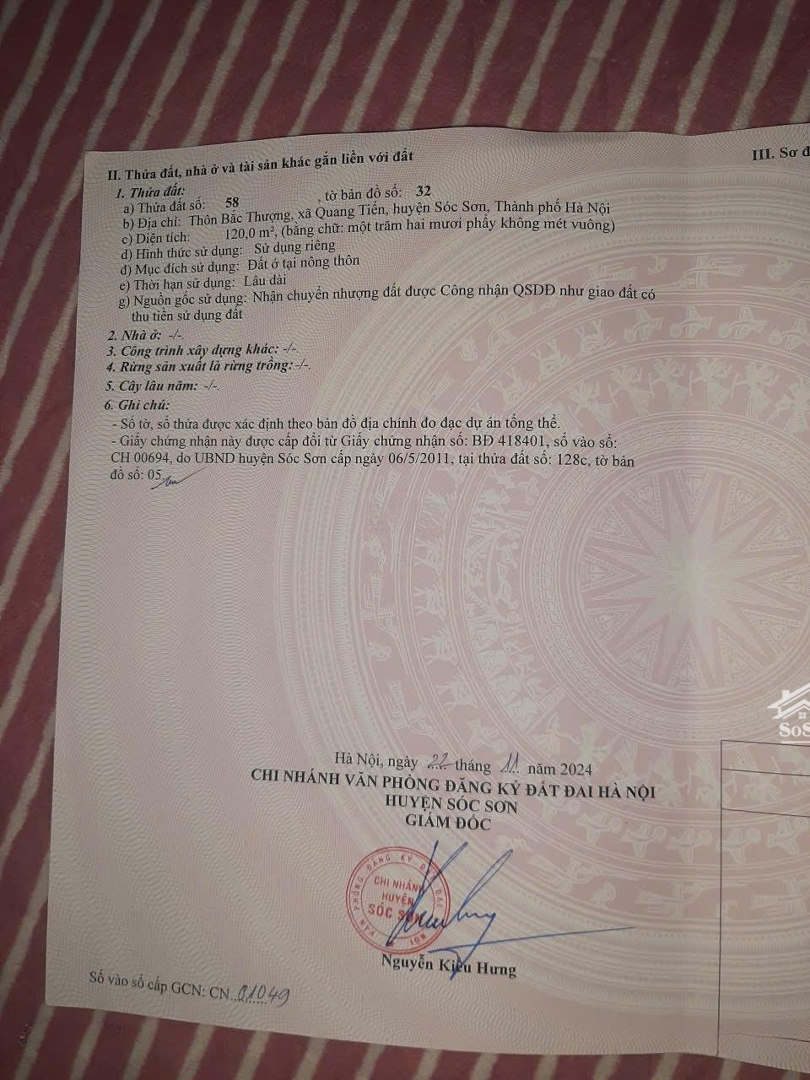 II. Thửa đất, nhà ở và tài sản khác gắn liền với đất
III. Sơ đ
1. Thửa đất:
a) Thửa đất số: 58 , tờ bản đồ số: 32
b) Địa chỉ: Thôn Bắc Thượng, xã Quang Tiến, huyện Sóc Sơn, Thành phố Hà Nội
c) Diện tích: 120,0 m², (bằng chữ: một trăm hai mươi phẩy không mét vuông)
d) Hình thức sử dụng: Sử dụng riêng
đ) Mục đích sử dụng: Đất ở tại nông thôn
e) Thời hạn sử dụng: Lâu dài
g) Nguồn gốc sử dụng: Nhận chuyển nhượng đất được Công nhận QSDĐ như giao đất có
thu tiền sử dụng đất
2. Nhà ở: -/-.
3. Công trình xây dựng khác: -/-.
4. Rừng sản xuất là rừng trồng: -/-.
5. Cây lâu năm: -/-.
6. Ghi chú:
- Số tờ, số thửa được xác định theo bản đồ địa chính đo đạc dự án tổng thể.
- Giấy chứng nhận này được cấp đổi từ Giấy chứng nhận số: BĐ 418401, số vào sổ:
CH 00694, do UBND huyện Sóc Sơn cấp ngày 06/5/2011, tại thửa đất số: 128c, tờ bản
đồ số: 05
Hà Nội, ngày 22 tháng 11 năm 2024
CHI NHÁNH VĂN PHÒNG ĐĂNG KÝ ĐẤT ĐAI HÀ NỘI
HUYỆN SÓC SƠN
GIÁM ĐỐC
VĂN PHÒNG ĐĂNG KÝ ĐẤT ĐAI HÀ NỘI
CHI NHÁNH
HUYỆN
SÓC SƠN
Nguyễn Kiều Hưng
Số vào sổ cấp GCN: CN 01049
SoS